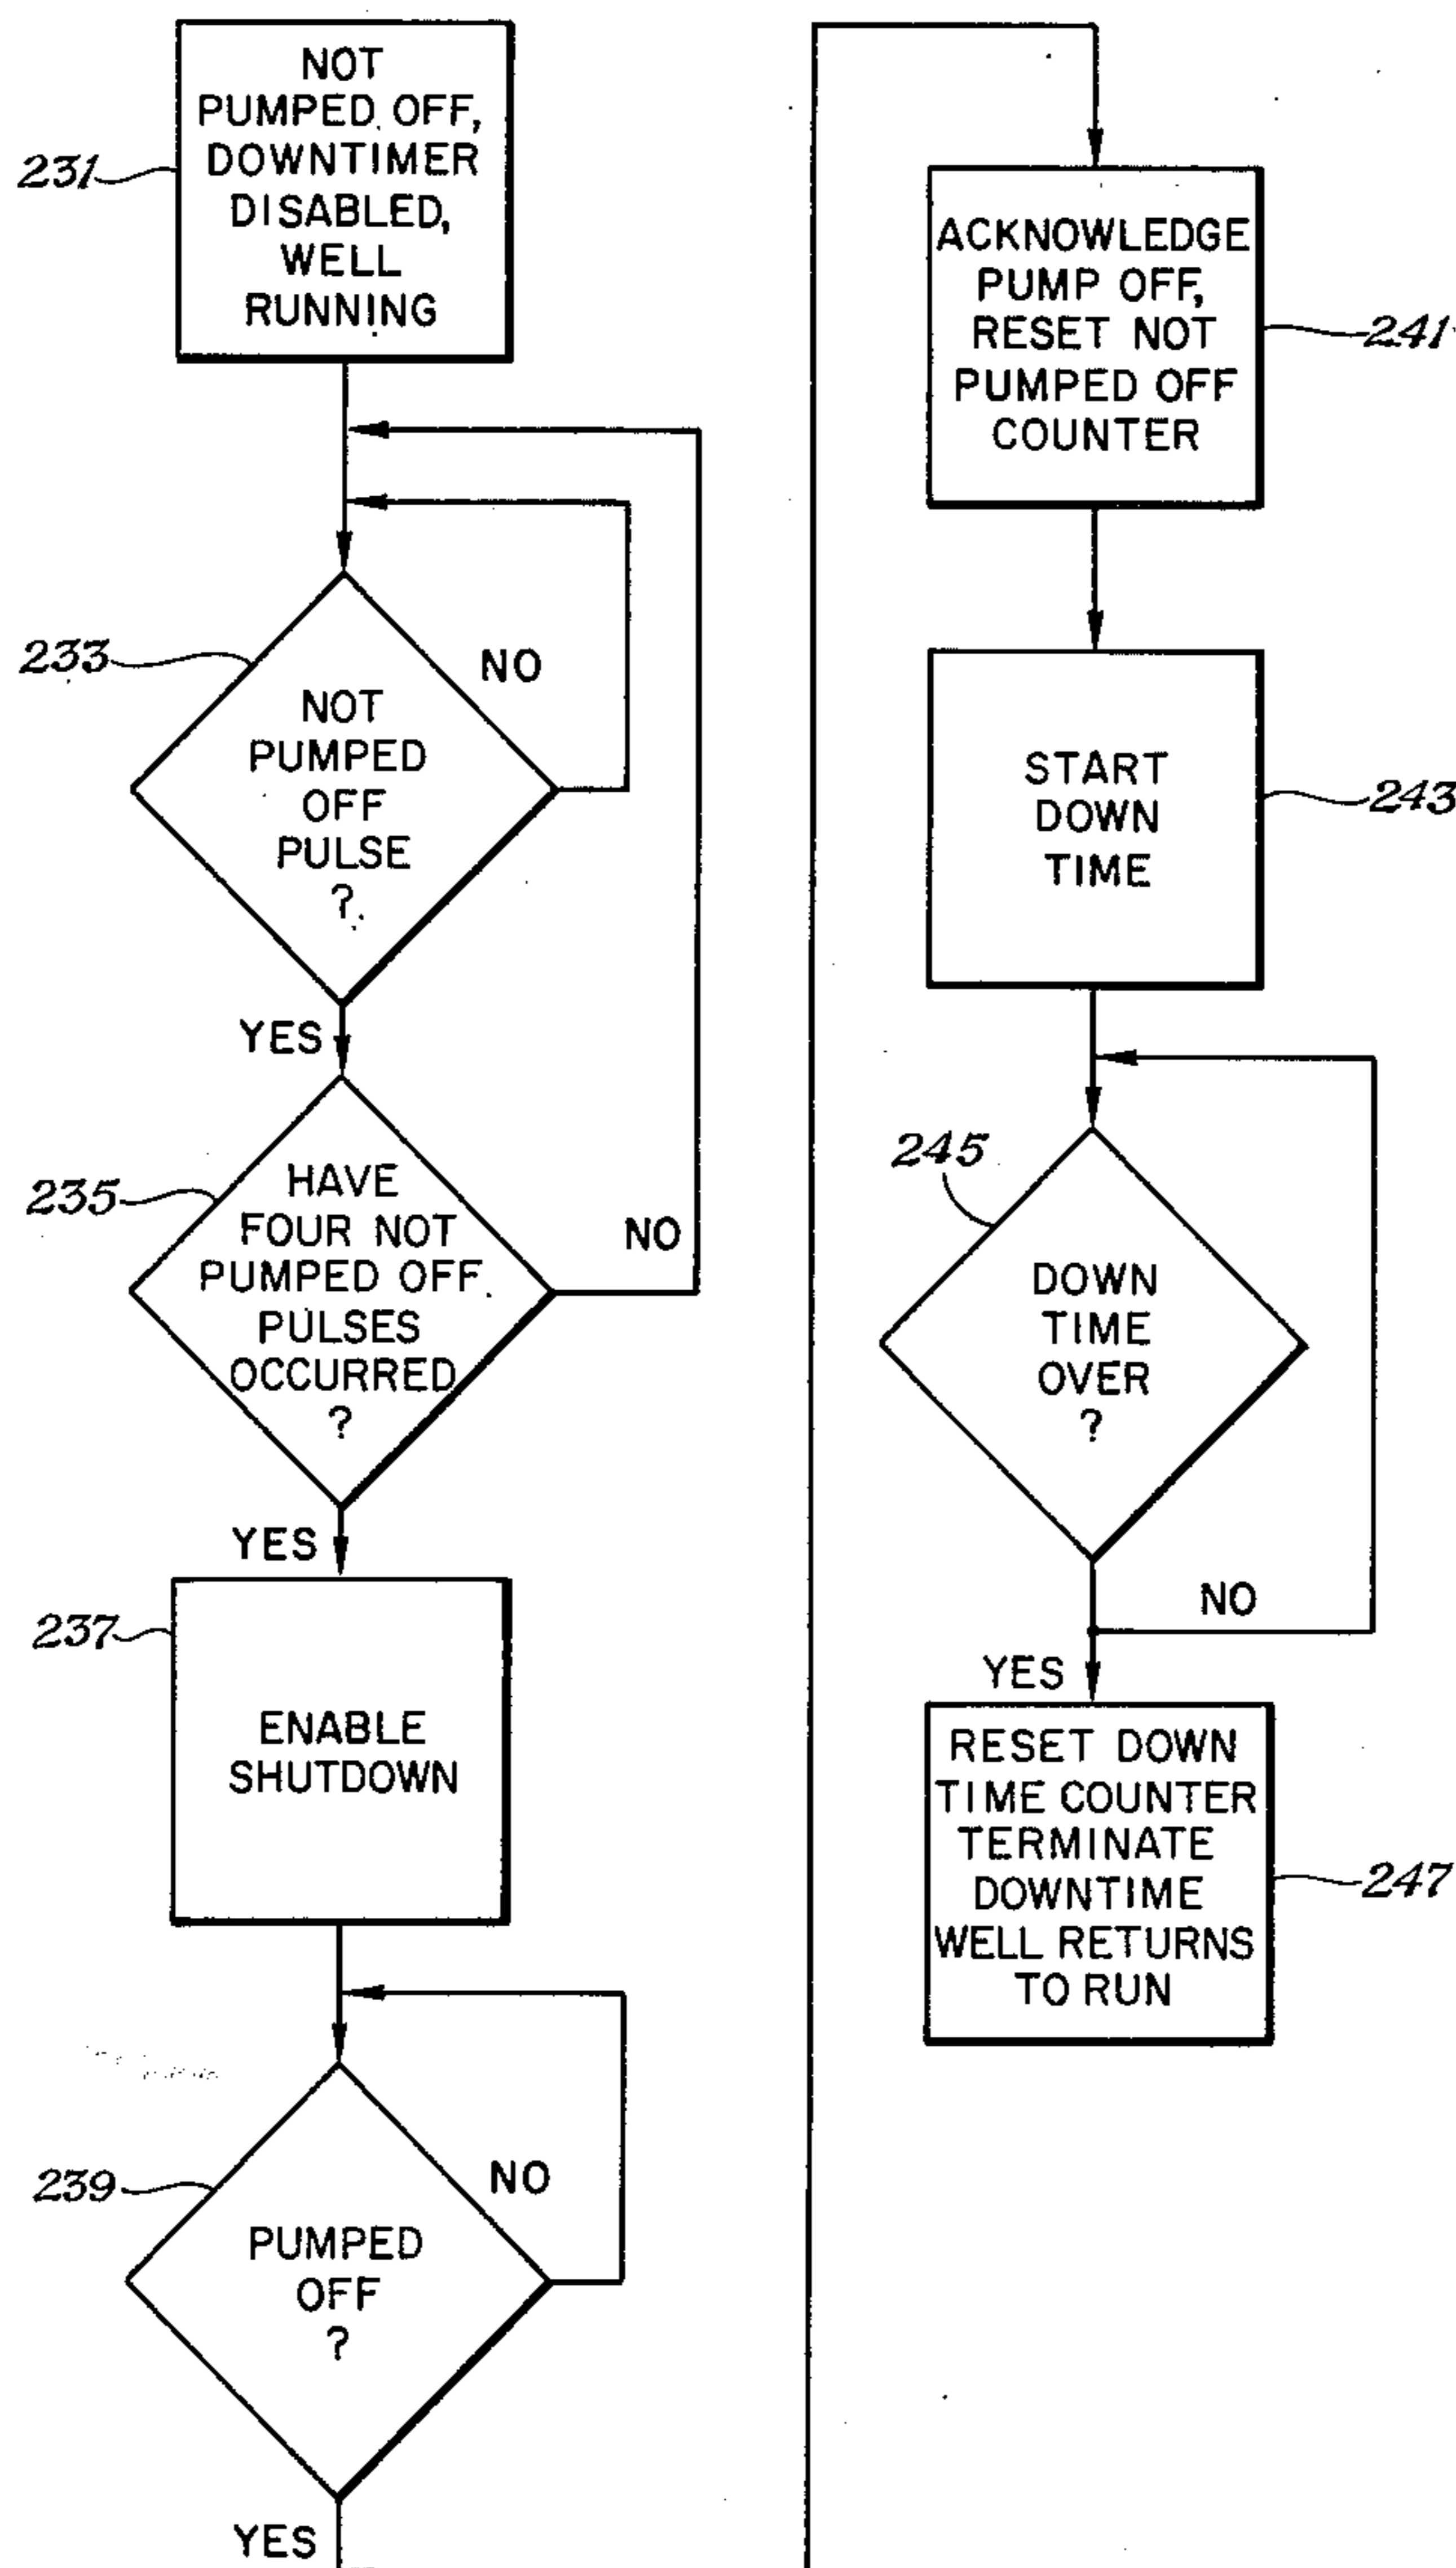 NOT
PUMPED OFF,
DOWNTIMER
DISABLED,
WELL
RUNNING
231
233
NO
NOT
PUMPED
OFF
PULSE
?
YES
235
HAVE
FOUR NOT
PUMPED OFF
PULSES
OCCURRED
?
NO
YES
237
ENABLE
SHUTDOWN
239
NO
PUMPED
OFF
?
YES
ACKNOWLEDGE
PUMP OFF,
RESET NOT
PUMPED OFF
COUNTER
241
START
DOWN
TIME
243
245
DOWN
TIME
OVER
?
NO
YES
RESET DOWN
TIME COUNTER
TERMINATE
DOWNTIME
WELL RETURNS
TO RUN
247